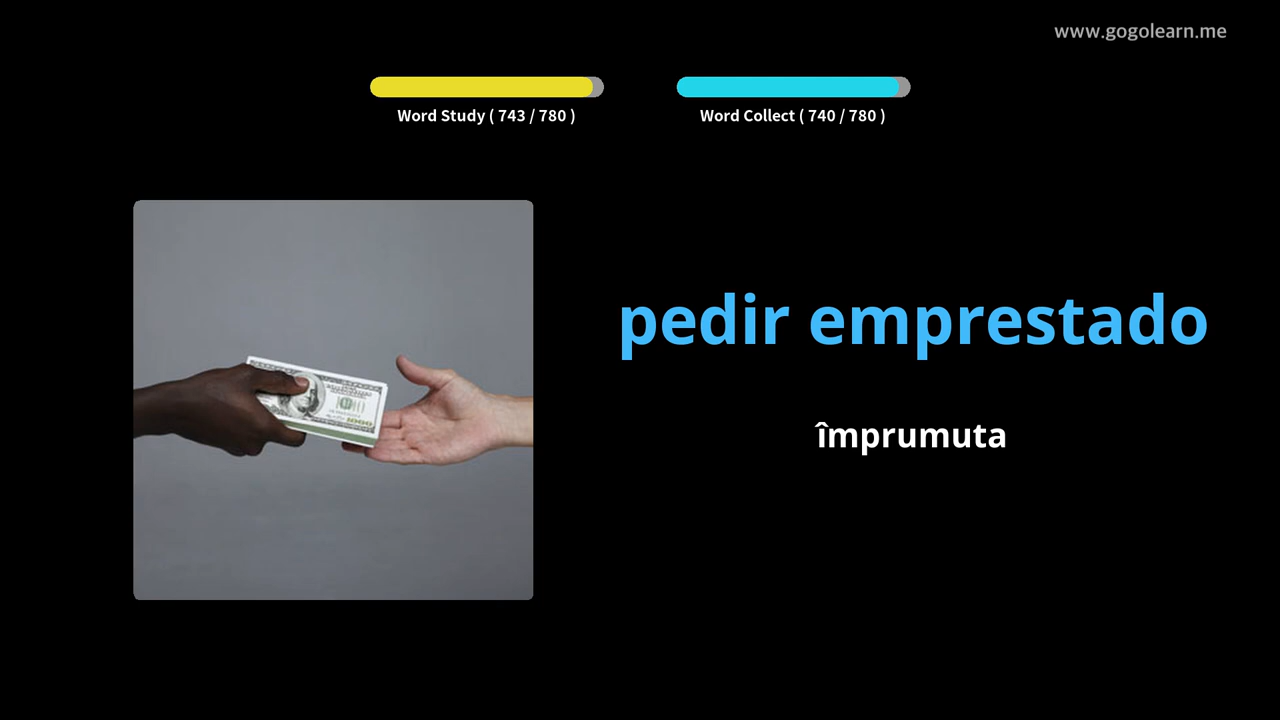 www.gogolearn.me
Word Study ( 743 / 780 )
Word Collect ( 740 / 780 )
pedir emprestado
împrumuta